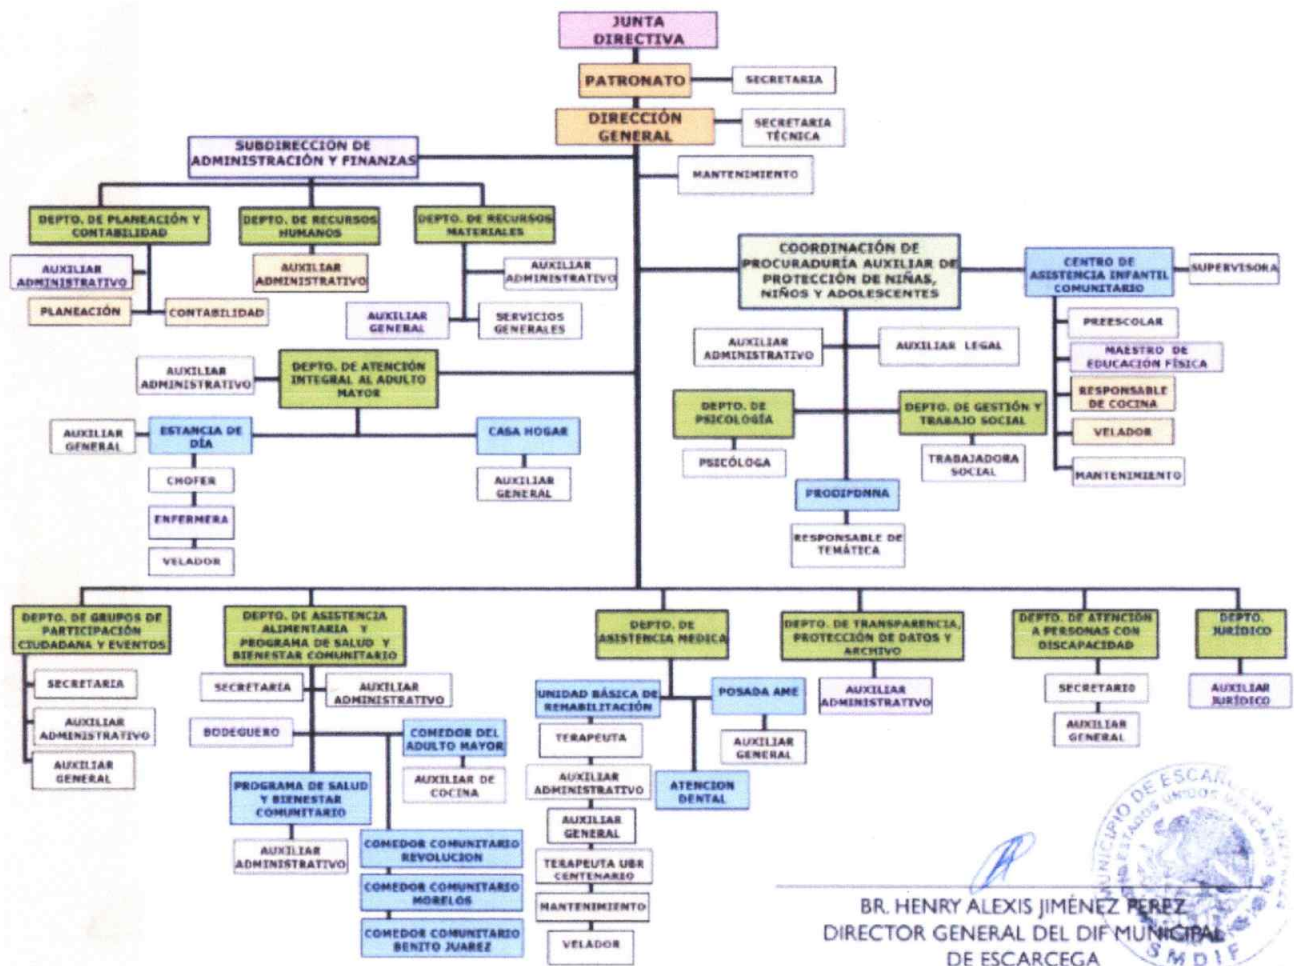 JUNTA
DIRECTIVA
PATRONATO
SECRETARIA
DIRECCIÓN
GENERAL
SECRETARIA
TÉCNICA
SUBDIRECCIÓN DE
ADMINISTRACIÓN Y FINANZAS
MANTENIMIENTO
DEPTO. DE PLANEACIÓN Y
CONTABILIDAD
DEPTO. DE RECURSOS
HUMANOS
DEPTO. DE RECURSOS
MATERIALES
AUXILIAR
ADMINISTRATIVO
AUXILIAR
ADMINISTRATIVO
AUXILIAR
ADMINISTRATIVO
PLANEACIÓN
CONTABILIDAD
AUXILIAR
GENERAL
SERVICIOS
GENERALES
COORDINACIÓN DE
PROCURADURÍA AUXILIAR DE
PROTECCIÓN DE NIÑAS,
NIÑOS Y ADOLESCENTES
CENTRO DE
ASISTENCIA INFANTIL
COMUNITARIO
SUPERVISORA
AUXILIAR
ADMINISTRATIVO
AUXILIAR LEGAL
PREESCOLAR
MAESTRO DE
EDUCACIÓN FÍSICA
RESPONSABLE
DE COCINA
VELADOR
MANTENIMIENTO
AUXILIAR
ADMINISTRATIVO
DEPTO. DE ATENCIÓN
INTEGRAL AL ADULTO
MAYOR
DEPTO. DE
PSICOLOGÍA
DEPTO. DE GESTIÓN Y
TRABAJO SOCIAL
PSICÓLOGA
TRABAJADORA
SOCIAL
PRODIPDNNA
RESPONSABLE DE
TEMÁTICA
AUXILIAR
GENERAL
ESTANCIA DE
DÍA
CASA HOGAR
CHOFER
AUXILIAR
GENERAL
ENFERMERA
VELADOR
DEPTO. DE GRUPOS DE
PARTICIPACIÓN
CIUDADANA Y EVENTOS
DEPTO. DE ASISTENCIA
ALIMENTARIA Y
PROGRAMA DE SALUD Y
BIENESTAR COMUNITARIO
DEPTO. DE
ASISTENCIA MEDICA
DEPTO. DE TRANSPARENCIA,
PROTECCIÓN DE DATOS Y
ARCHIVO
DEPTO. DE ATENCIÓN
A PERSONAS CON
DISCAPACIDAD
DEPTO.
JURÍDICO
SECRETARIA
AUXILIAR
ADMINISTRATIVO
AUXILIAR
GENERAL
SECRETARÍA
AUXILIAR
ADMINISTRATIVO
BODEGUERO
COMEDOR DEL
ADULTO MAYOR
AUXILIAR DE
COCINA
PROGRAMA DE SALUD
Y BIENESTAR
COMUNITARIO
AUXILIAR
ADMINISTRATIVO
COMEDOR COMUNITARIO
REVOLUCION
COMEDOR COMUNITARIO
MORELOS
COMEDOR COMUNITARIO
BENITO JUAREZ
UNIDAD BÁSICA DE
REHABILITACIÓN
POSADA AME
TERAPEUTA
AUXILIAR
GENERAL
AUXILIAR
ADMINISTRATIVO
ATENCION
DENTAL
AUXILIAR
GENERAL
TERAPEUTA UBR
CENTENARIO
MANTENIMIENTO
VELADOR
AUXILIAR
ADMINISTRATIVO
SECRETARIO
AUXILIAR
GENERAL
AUXILIAR
JURÍDICO
BR. HENRY ALEXIS JIMÉNEZ PÉREZ
DIRECTOR GENERAL DEL DIF MUNICIPAL
DE ESCARCEGA
MUNICIPIO DE ESCARCEGA
ESTADOS UNIDOS MEXICANOS
SMDIF